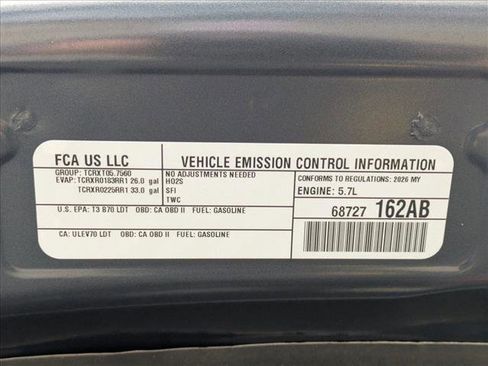 FCA US LLC
VEHICLE EMISSION CONTROL INFORMATION
GROUP: TCRXT05.7560
EVAP: TCRXR0183RR1 26.0 gal
TCRXR0225RR1 33.0 gal
NO ADJUSTMENTS NEEDED
HO2S
SFI
TWC
CONFORMS TO REGULATIONS: 2026 MY
ENGINE: 5.7L
U.S. EPA: T3 B70 LDT OBD: CA OBD II FUEL: GASOLINE
CA: ULEV70 LDT OBD: CA OBD II FUEL: GASOLINE
68727 162AB